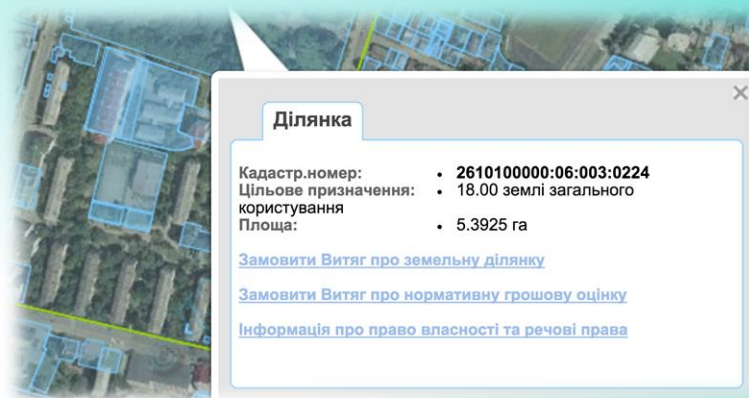 Ділянка
Кадастр.номер: • 2610100000:06:003:0224
Цільове призначення: • 18.00 землі загального
користування
Площа: • 5.3925 га
Замовити Витяг про земельну ділянку
Замовити Витяг про нормативну грошову оцінку
Інформація про право власності та речові права